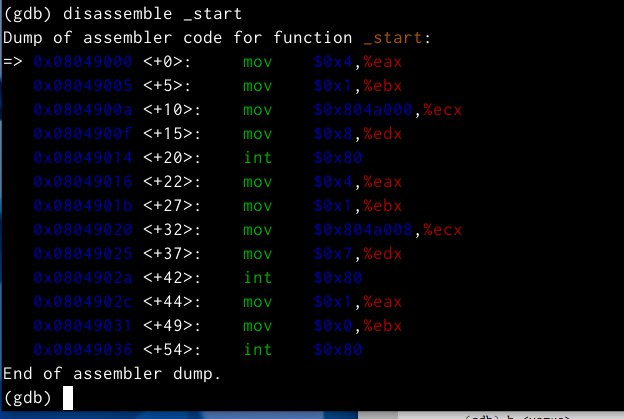 (gdb) disassemble _start
Dump of assembler code for function _start:
=> 0x08049000 <+0>: mov $0x4,%eax
0x08049005 <+5>: mov $0x1,%ebx
0x0804900a <+10>: mov $0x804a000,%ecx
0x0804900f <+15>: mov $0x8,%edx
0x08049014 <+20>: int $0x80
0x08049016 <+22>: mov $0x4,%eax
0x0804901b <+27>: mov $0x1,%ebx
0x08049020 <+32>: mov $0x804a008,%ecx
0x08049025 <+37>: mov $0x7,%edx
0x0804902a <+42>: int $0x80
0x0804902c <+44>: mov $0x1,%eax
0x08049031 <+49>: mov $0x0,%ebx
0x08049036 <+54>: int $0x80
End of assembler dump.
(gdb)